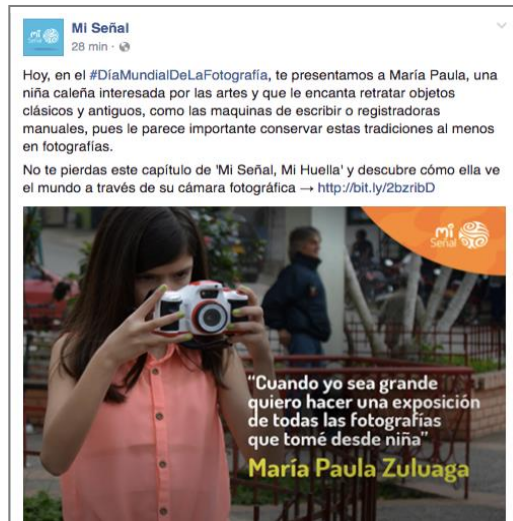 Mi Señal
28 min ·
Hoy, en el #DíaMundialDeLaFotografía, te presentamos a María Paula, una
niña caleña interesada por las artes y que le encanta retratar objetos
clásicos y antiguos, como las maquinas de escribir o registradoras
manuales, pues le parece importante conservar estas tradiciones al menos
en fotografías.
No te pierdas este capítulo de 'Mi Señal, Mi Huella' y descubre cómo ella ve
el mundo a través de su cámara fotográfica → http://bit.ly/2bzribD
mi
Señal
"Cuando yo sea grande
quiero hacer una exposición
de todas las fotografías
que tomé desde niña"
María Paula Zuluaga